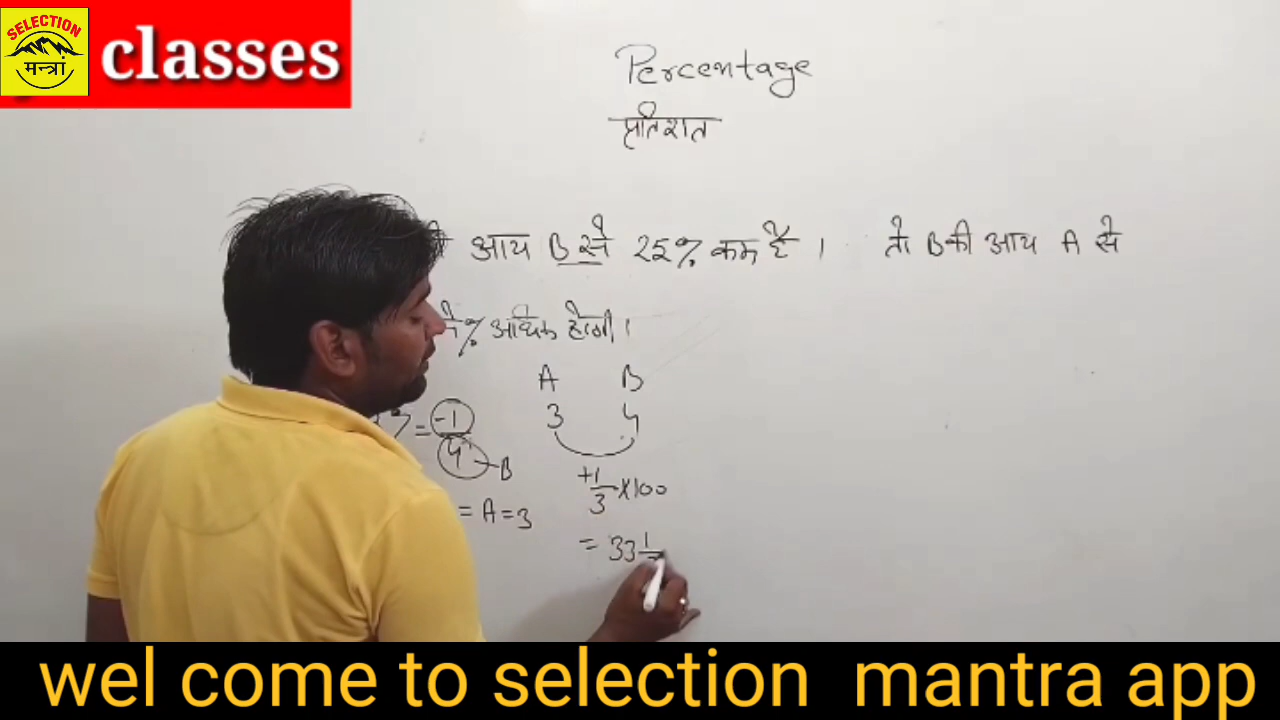 SELECTION
मन्त्रां
classes
Percentage
प्रतिशत
आय B से 25% कम है । तो B की आय A से
% अधिक होगी ।
A B
3 4
= -1/4 B
+1/3 ×100
= A = 3
= 33 1
wel come to selection mantra app